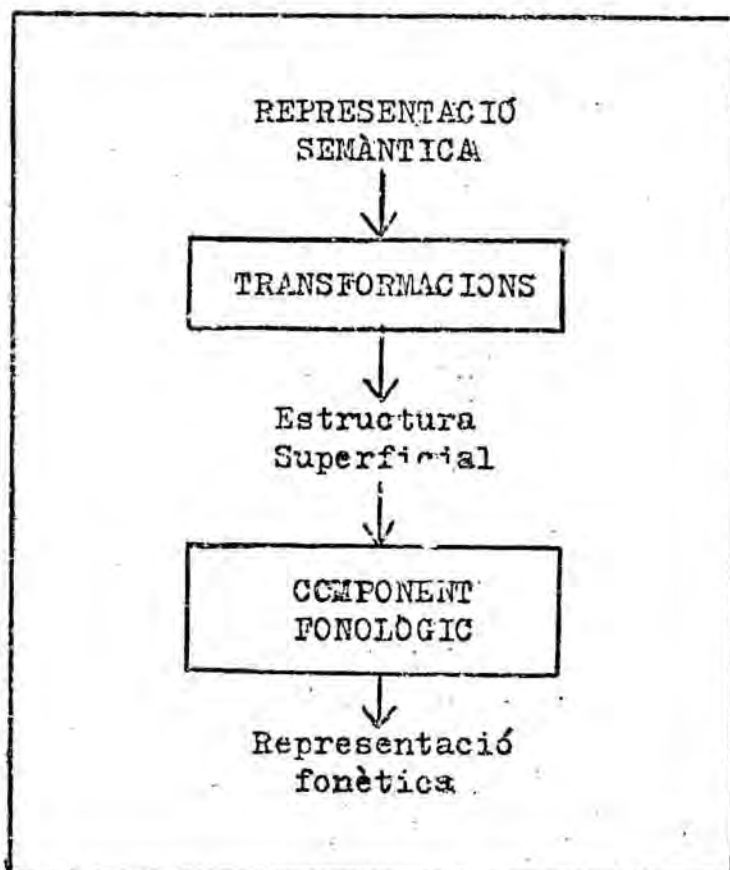 REPRESENTACIÓ
SEMÀNTICA
TRANSFORMACIONS
Estructura
Superficial
COMPONENT
FONOLÒGIC
Representació
fonètica